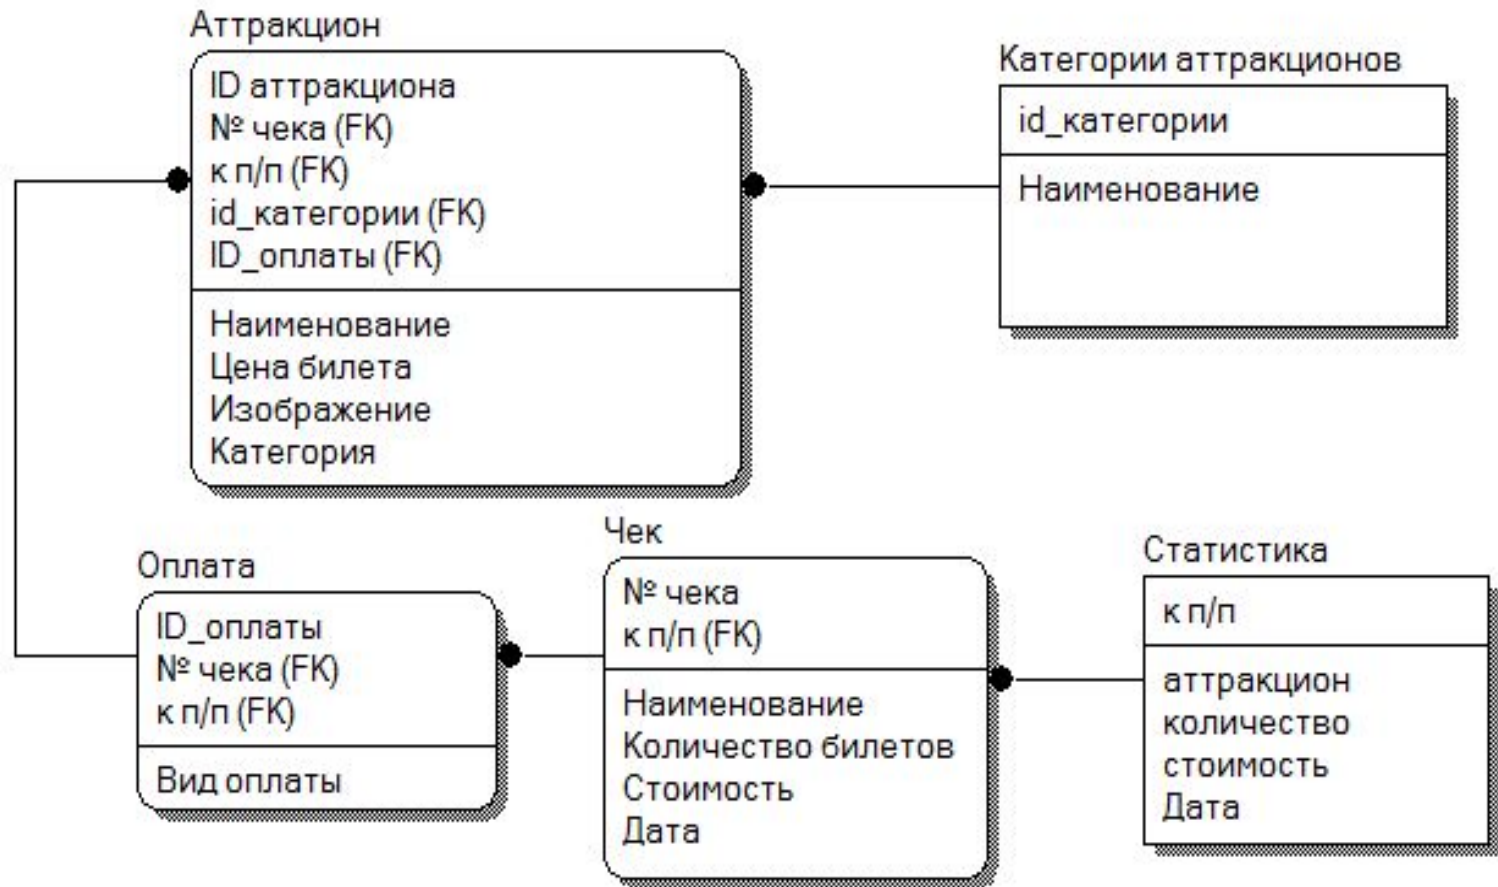 Аттракцион
ID аттракциона
№ чека (FK)
к п/п (FK)
id_категории (FK)
ID_оплаты (FK)
Наименование
Цена билета
Изображение
Категория
Категории аттракционов
id_категории
Наименование
Оплата
ID_оплаты
№ чека (FK)
к п/п (FK)
Вид оплаты
Чек
№ чека
к п/п (FK)
Наименование
Количество билетов
Стоимость
Дата
Статистика
к п/п
аттракцион
количество
стоимость
Дата